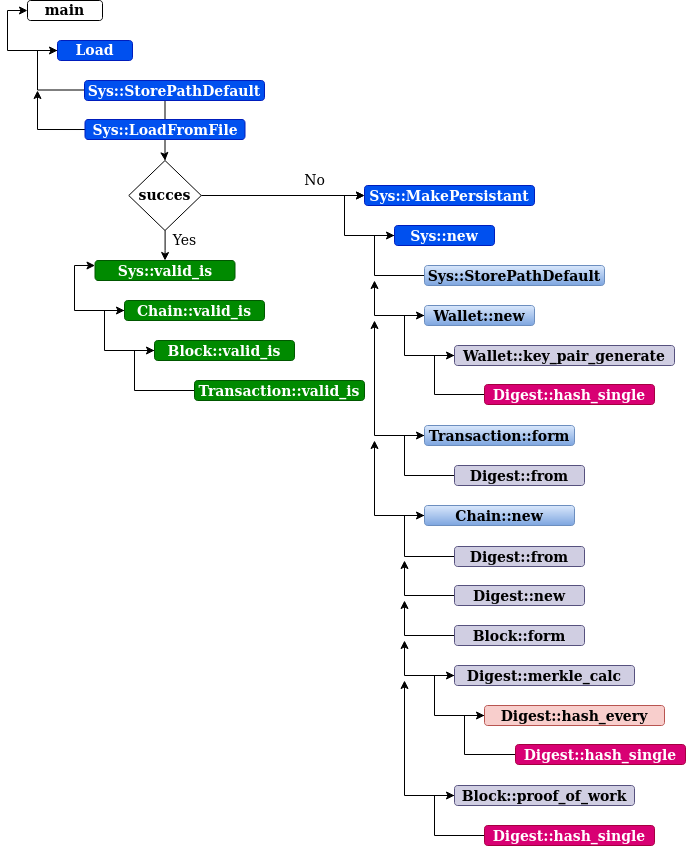 main
Load
Sys::StorePathDefault
Sys::LoadFromFile
succes
No
Yes
Sys::valid_is
Chain::valid_is
Block::valid_is
Transaction::valid_is
Sys::MakePersistant
Sys::new
Sys::StorePathDefault
Wallet::new
Wallet::key_pair_generate
Digest::hash_single
Transaction::form
Digest::from
Chain::new
Digest::from
Digest::new
Block::form
Digest::merkle_calc
Digest::hash_every
Digest::hash_single
Block::proof_of_work
Digest::hash_single